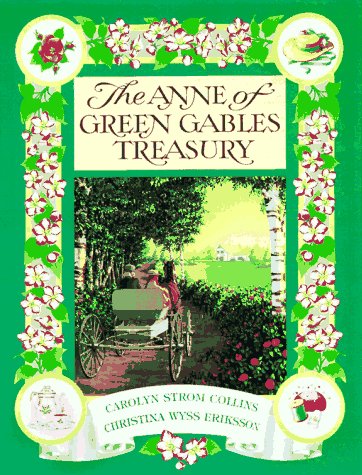 The ANNE of
GREEN GABLES
TREASURY
CAROLYN STROM COLLINS
CHRISTINA WYSS ERIKSSON